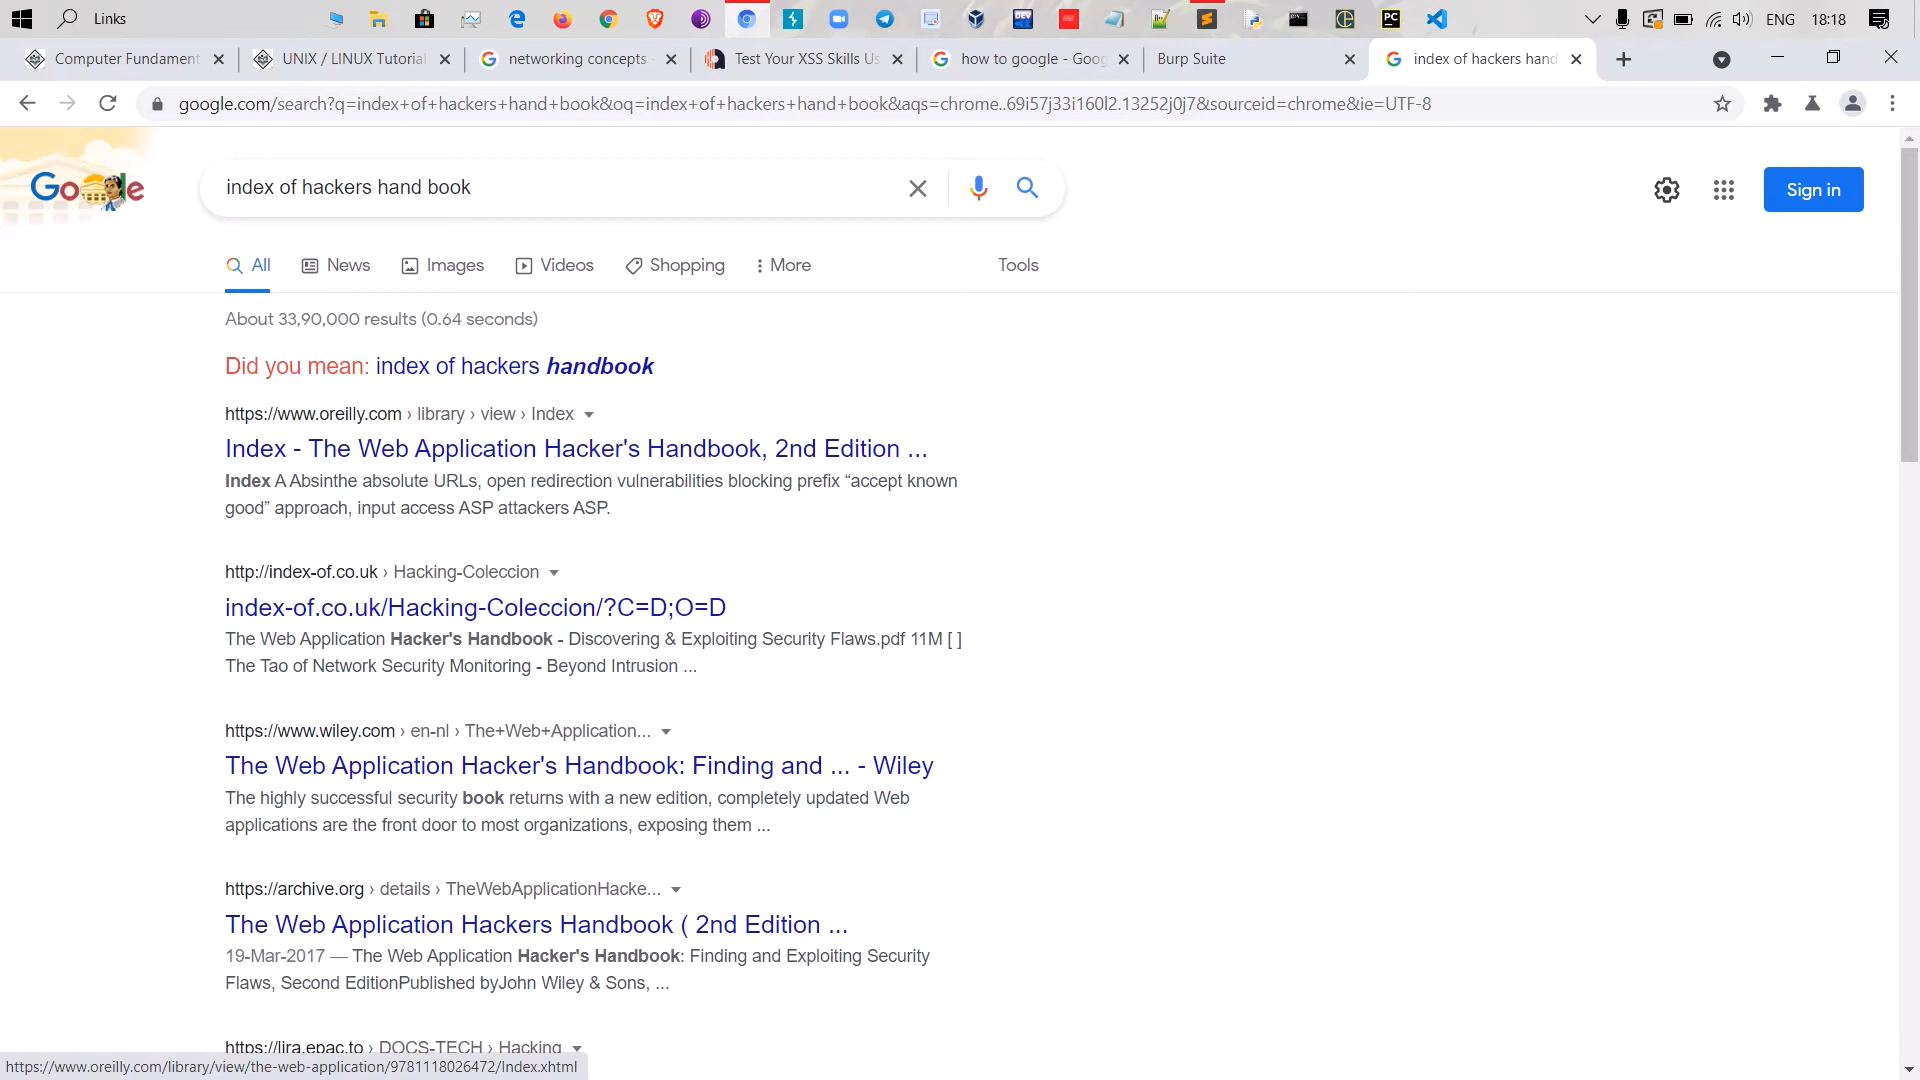 Links
ENG 18:18
Computer Fundament
UNIX / LINUX Tutorial
networking concepts
Test Your XSS Skills Us
how to google - Goog
Burp Suite
index of hackers hand
google.com/search?q=index+of+hackers+hand+book&oq=index+of+hackers+hand+book&aqs=chrome..69i57j33i160l2.13252j0j7&sourceid=chrome&ie=UTF-8
Google
index of hackers hand book
Sign in
All News Images Videos Shopping More Tools
About 33,90,000 results (0.64 seconds)
Did you mean: index of hackers handbook
https://www.oreilly.com › library › view › Index
Index - The Web Application Hacker's Handbook, 2nd Edition ...
Index A Absinthe absolute URLs, open redirection vulnerabilities blocking prefix “accept known
good” approach, input access ASP attackers ASP.
http://index-of.co.uk › Hacking-Coleccion
index-of.co.uk/Hacking-Coleccion/?C=D;O=D
The Web Application Hacker's Handbook - Discovering & Exploiting Security Flaws.pdf 11M [ ]
The Tao of Network Security Monitoring - Beyond Intrusion ...
https://www.wiley.com › en-nl › The+Web+Application...
The Web Application Hacker's Handbook: Finding and ... - Wiley
The highly successful security book returns with a new edition, completely updated Web
applications are the front door to most organizations, exposing them ...
https://archive.org › details › TheWebApplicationHacke...
The Web Application Hackers Handbook ( 2nd Edition ...
19-Mar-2017 — The Web Application Hacker's Handbook: Finding and Exploiting Security
Flaws, Second EditionPublished byJohn Wiley & Sons, ...
https://lira.epac.to › DOCS-TECH › Hacking
https://www.oreilly.com/library/view/the-web-application/9781118026472/Index.xhtml